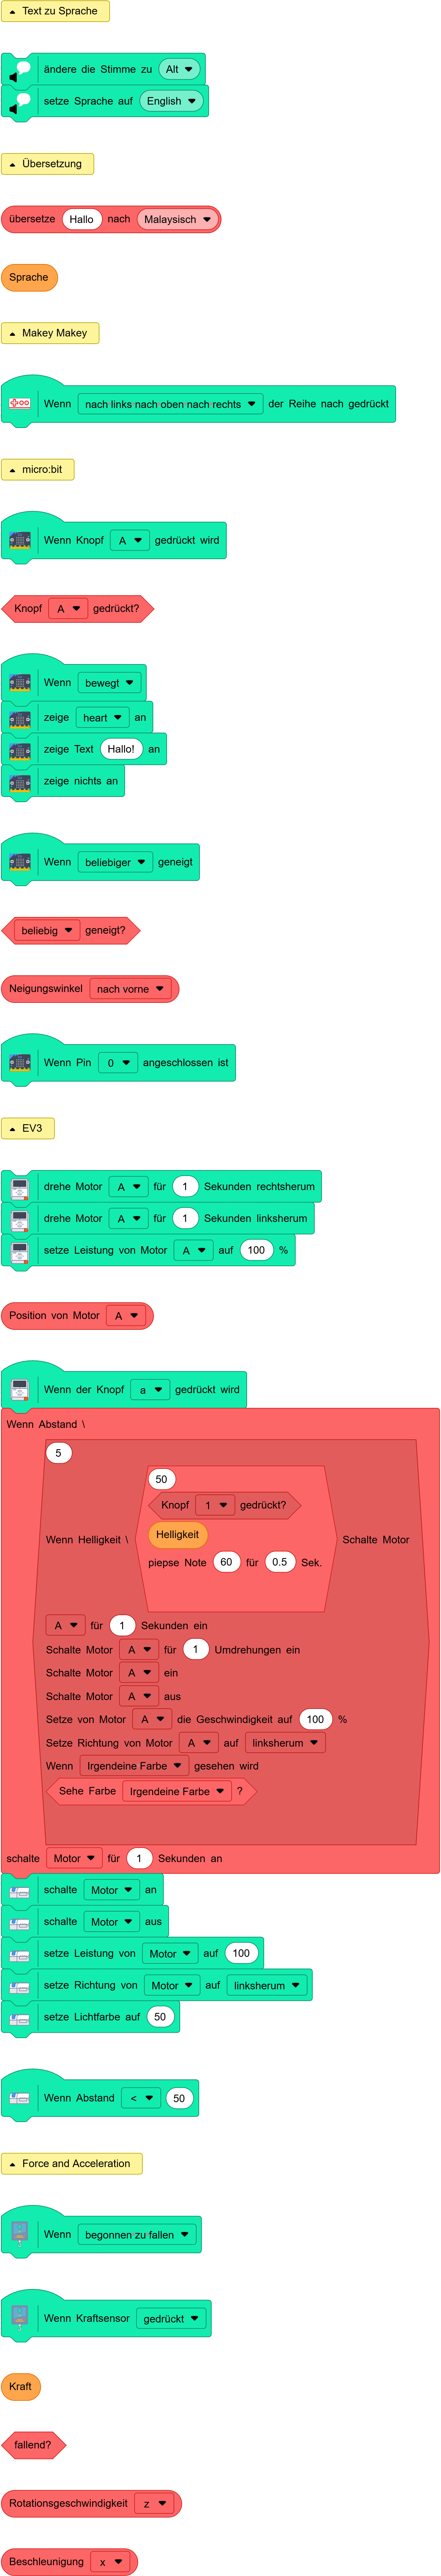 Text zu Sprache
ändere die Stimme zu Alt
setze Sprache auf English
Übersetzung
übersetze Hallo nach Malaysisch
Sprache
Makey Makey
Wenn nach links nach oben nach rechts der Reihe nach gedrückt
micro:bit
Wenn Knopf A gedrückt wird
Knopf A gedrückt?
Wenn bewegt
zeige heart an
zeige Text Hallo! an
zeige nichts an
Wenn beliebiger geneigt
beliebig geneigt?
Neigungswinkel nach vorne
Wenn Pin 0 angeschlossen ist
EV3
drehe Motor A für 1 Sekunden rechtsherum
drehe Motor A für 1 Sekunden linksherum
setze Leistung von Motor A auf 100 %
Position von Motor A
Wenn der Knopf a gedrückt wird
Wenn Abstand \
5
50
Knopf 1 gedrückt?
Helligkeit
Wenn Helligkeit \ Schalte Motor
piepse Note 60 für 0.5 Sek.
A für 1 Sekunden ein
Schalte Motor A für 1 Umdrehungen ein
Schalte Motor A ein
Schalte Motor A aus
Setze von Motor A die Geschwindigkeit auf 100 %
Setze Richtung von Motor A auf linksherum
Wenn Irgendeine Farbe gesehen wird
Sehe Farbe Irgendeine Farbe ?
schalte Motor für 1 Sekunden an
schalte Motor an
schalte Motor aus
setze Leistung von Motor auf 100
setze Richtung von Motor auf linksherum
setze Lichtfarbe auf 50
Wenn Abstand < 50
Force and Acceleration
Wenn begonnen zu fallen
Wenn Kraftsensor gedrückt
Kraft
fallend?
Rotationsgeschwindigkeit z
Beschleunigung x